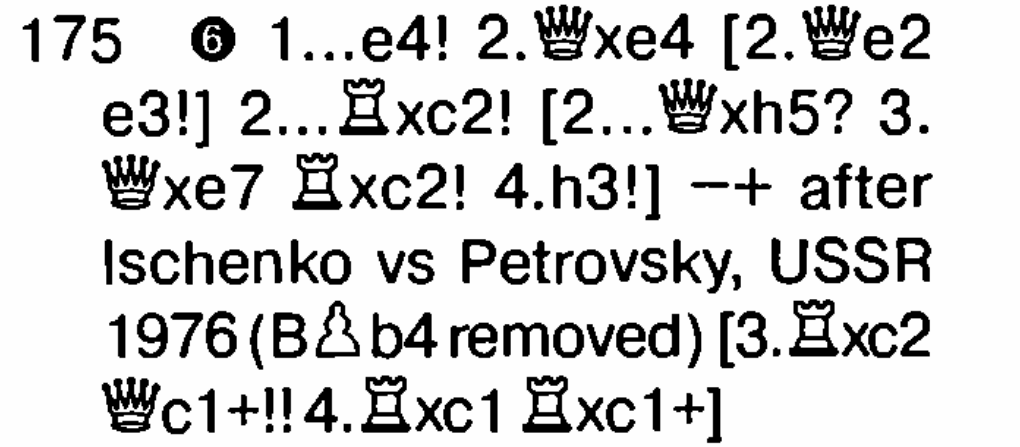 175 ❻ 1...e4! 2.♕xe4 [2.♕e2
e3!] 2...♖xc2! [2...♕xh5? 3.
♕xe7 ♖xc2! 4.h3!] −+ after
Ischenko vs Petrovsky, USSR
1976 (B♙b4 removed) [3.♖xc2
♕c1+!! 4.♖xc1 ♖xc1+]